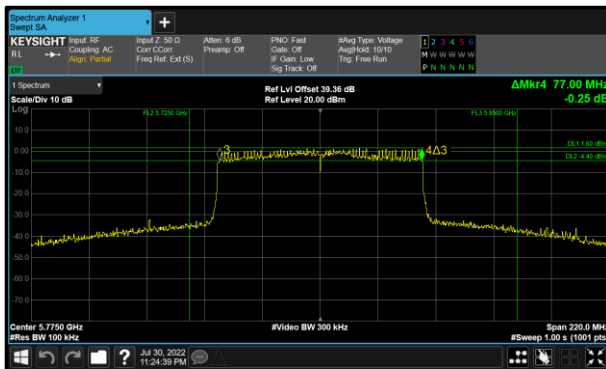 Spectrum Analyzer 1
Swept SA
KEYSIGHT
RL
Input: RF
Coupling: AC
Align: Partial
Input Z: 50 Ω
Corr CCorr
Freq Ref: Ext (S)
Atten: 6 dB
Preamp: Off
PNO: Fast
Gate: Off
IF Gain: Low
Sig Track: Off
#Avg Type: Voltage
Avg|Hold: 10/10
Trig: Free Run
1 2 3 4 5 6
M W W W W W
P N N N N N
1 Spectrum
Scale/Div 10 dB
Log
Ref Lvl Offset 39.36 dB
Ref Level 20.00 dBm
ΔMkr4 77.00 MHz
-0.25 dB
FL2 5.7250 GHz
FL3 5.8500 GHz
10.0
0.00
-10.0
-20.0
-30.0
-40.0
-50.0
-60.0
-70.0
3
4Δ3
DL1 1.60 dBm
DL2 -4.40 dBm
Center 5.7750 GHz
#Res BW 100 kHz
#Video BW 300 kHz
Span 220.0 MHz
#Sweep 1.00 s (1001 pts)
?
Jul 30, 2022
11:24:39 PM